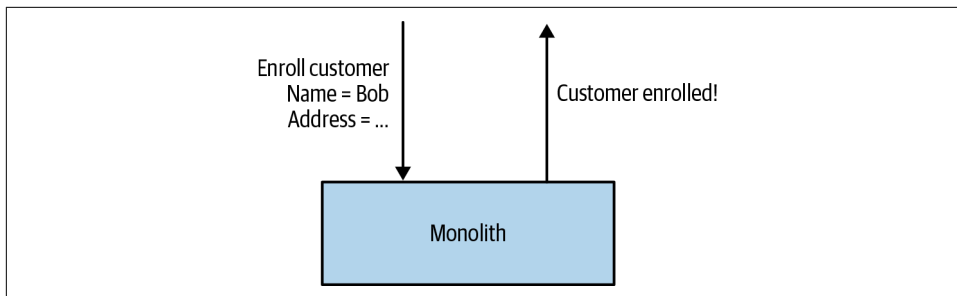 Enroll customer
Name = Bob
Address = ...
Customer enrolled!
Monolith